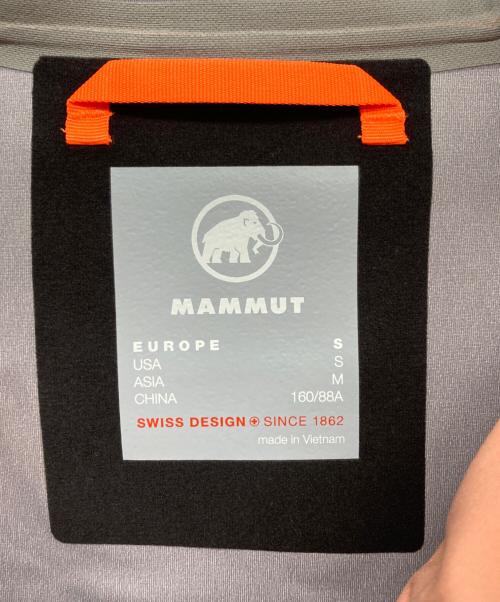 MAMMUT
EUROPE S
USA S
ASIA M
CHINA 160/88A
SWISS DESIGN SINCE 1862
made in Vietnam